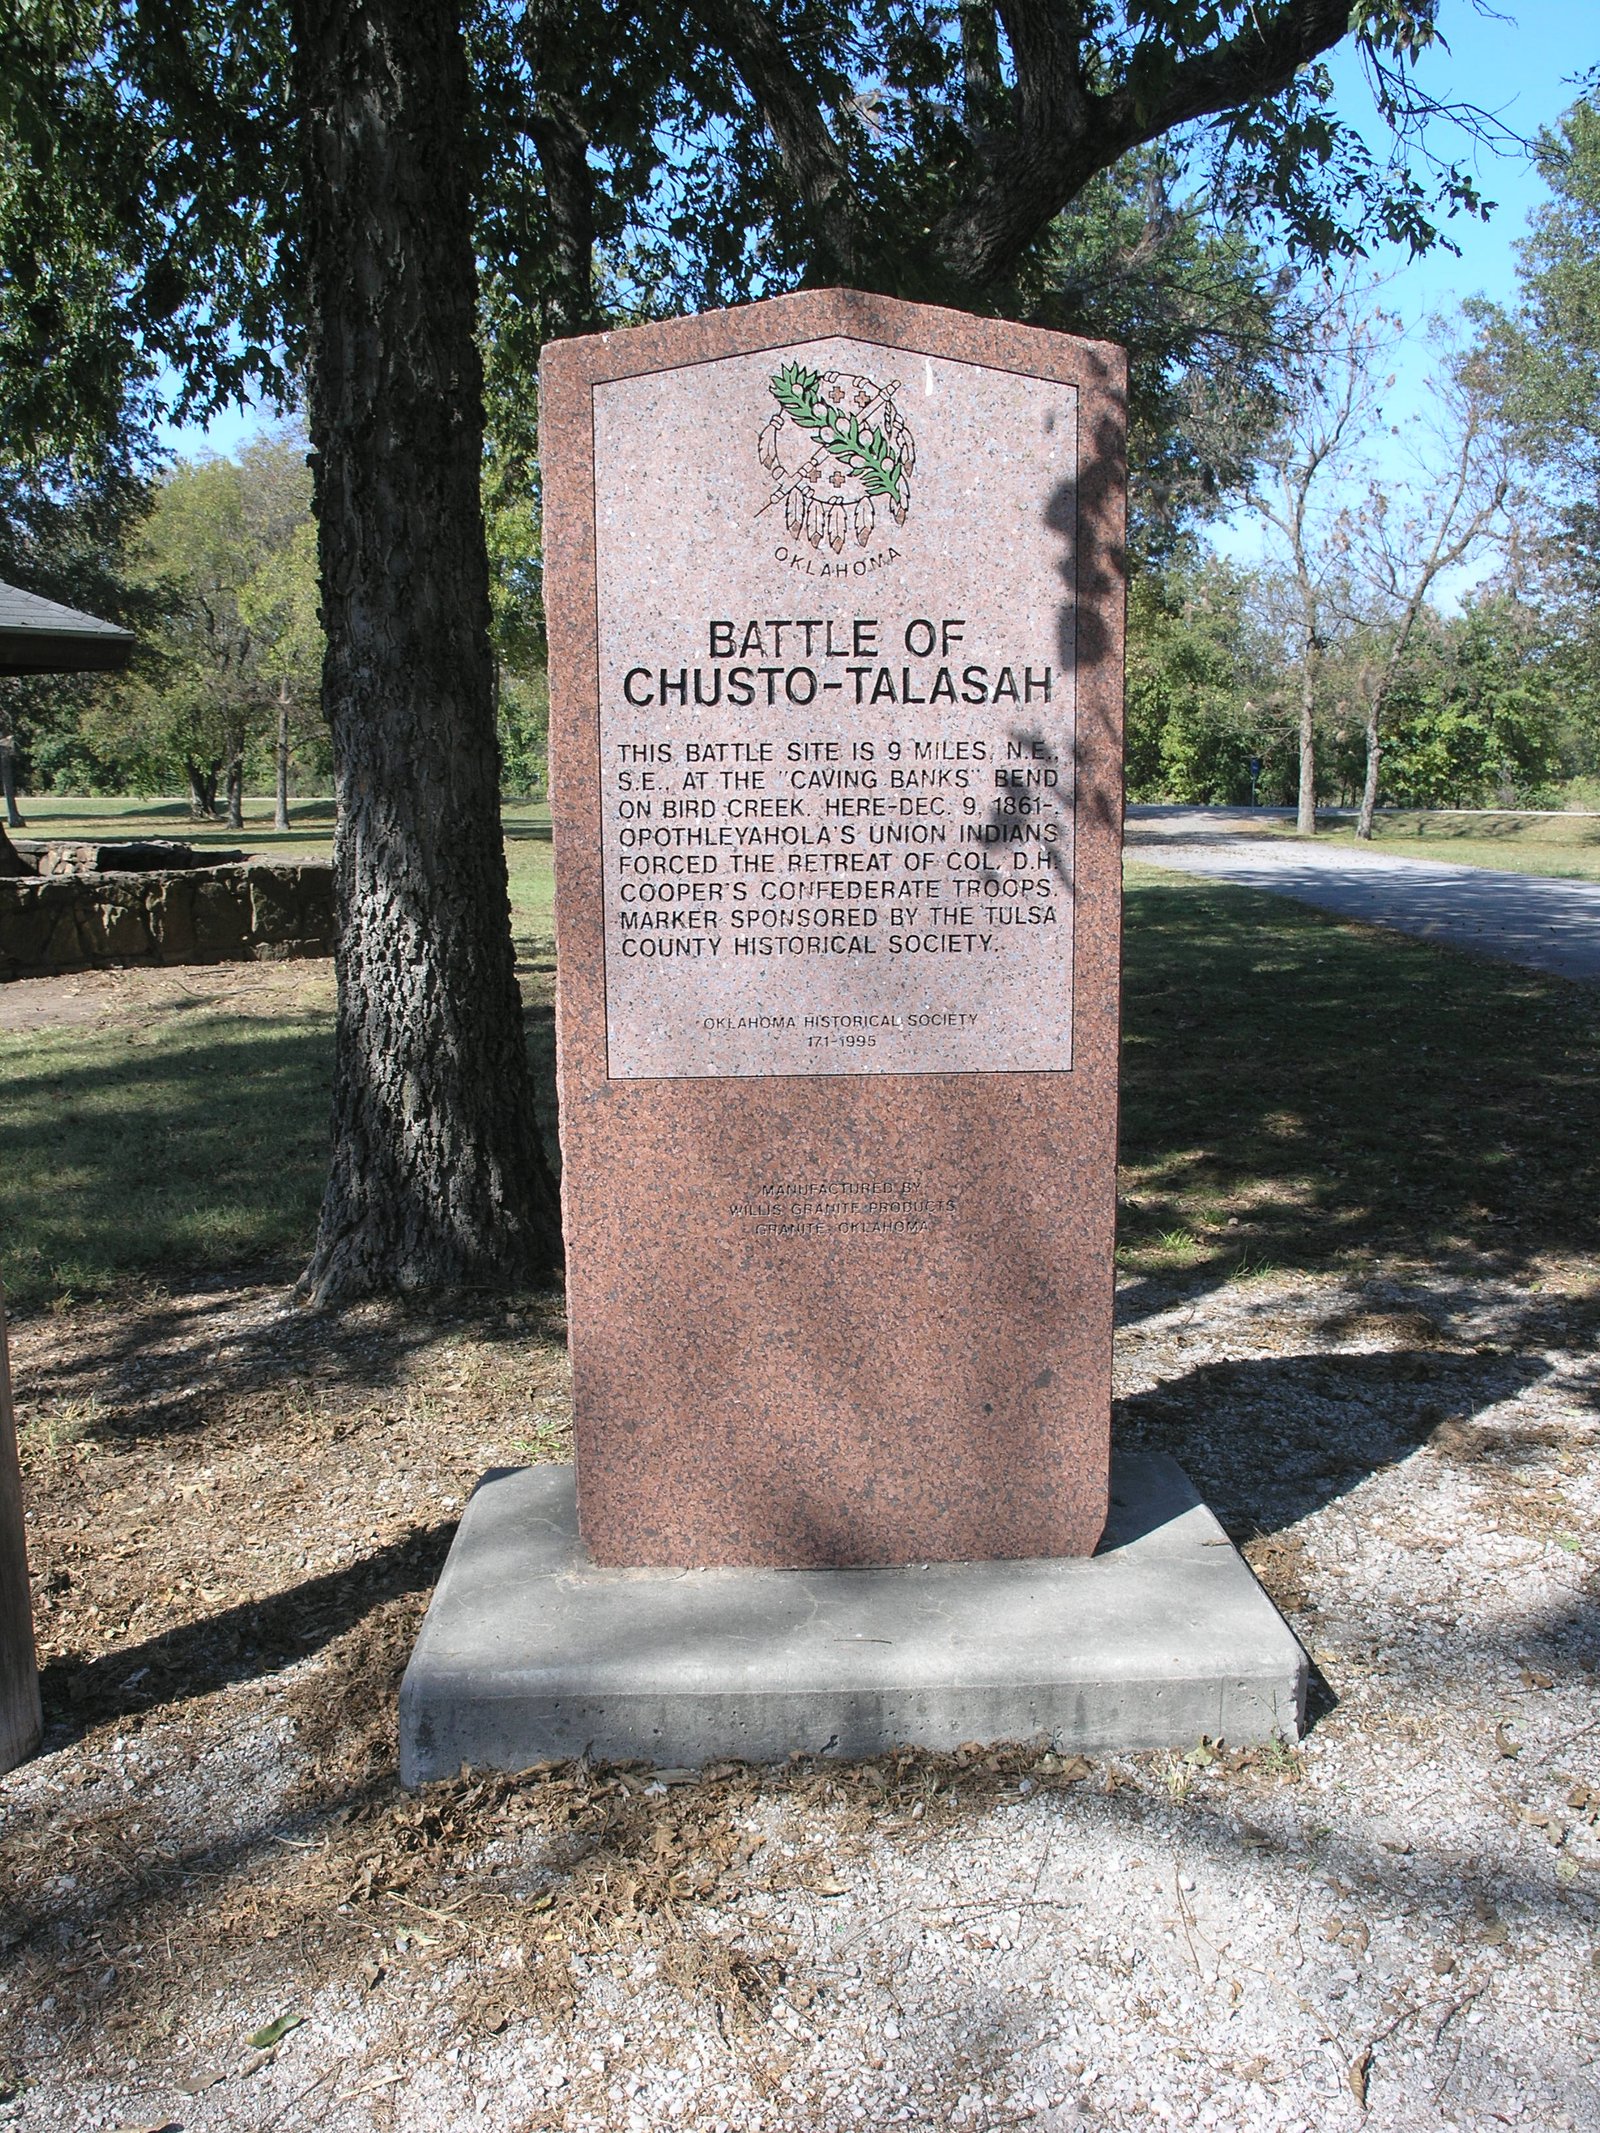 OKLAHOMA
BATTLE OF
CHUSTO-TALASAH
THIS BATTLE SITE IS 9 MILES, N.E.,
S.E., AT THE "CAVING BANKS" BEND
ON BIRD CREEK. HERE-DEC. 9, 1861-,
OPOTHLEYAHOLA'S UNION INDIANS
FORCED THE RETREAT OF COL. D.H.
COOPER'S CONFEDERATE TROOPS.
MARKER SPONSORED BY THE TULSA
COUNTY HISTORICAL SOCIETY.
OKLAHOMA HISTORICAL SOCIETY
171-1995
MANUFACTURED BY
WILLIS GRANITE PRODUCTS
GRANITE, OKLAHOMA